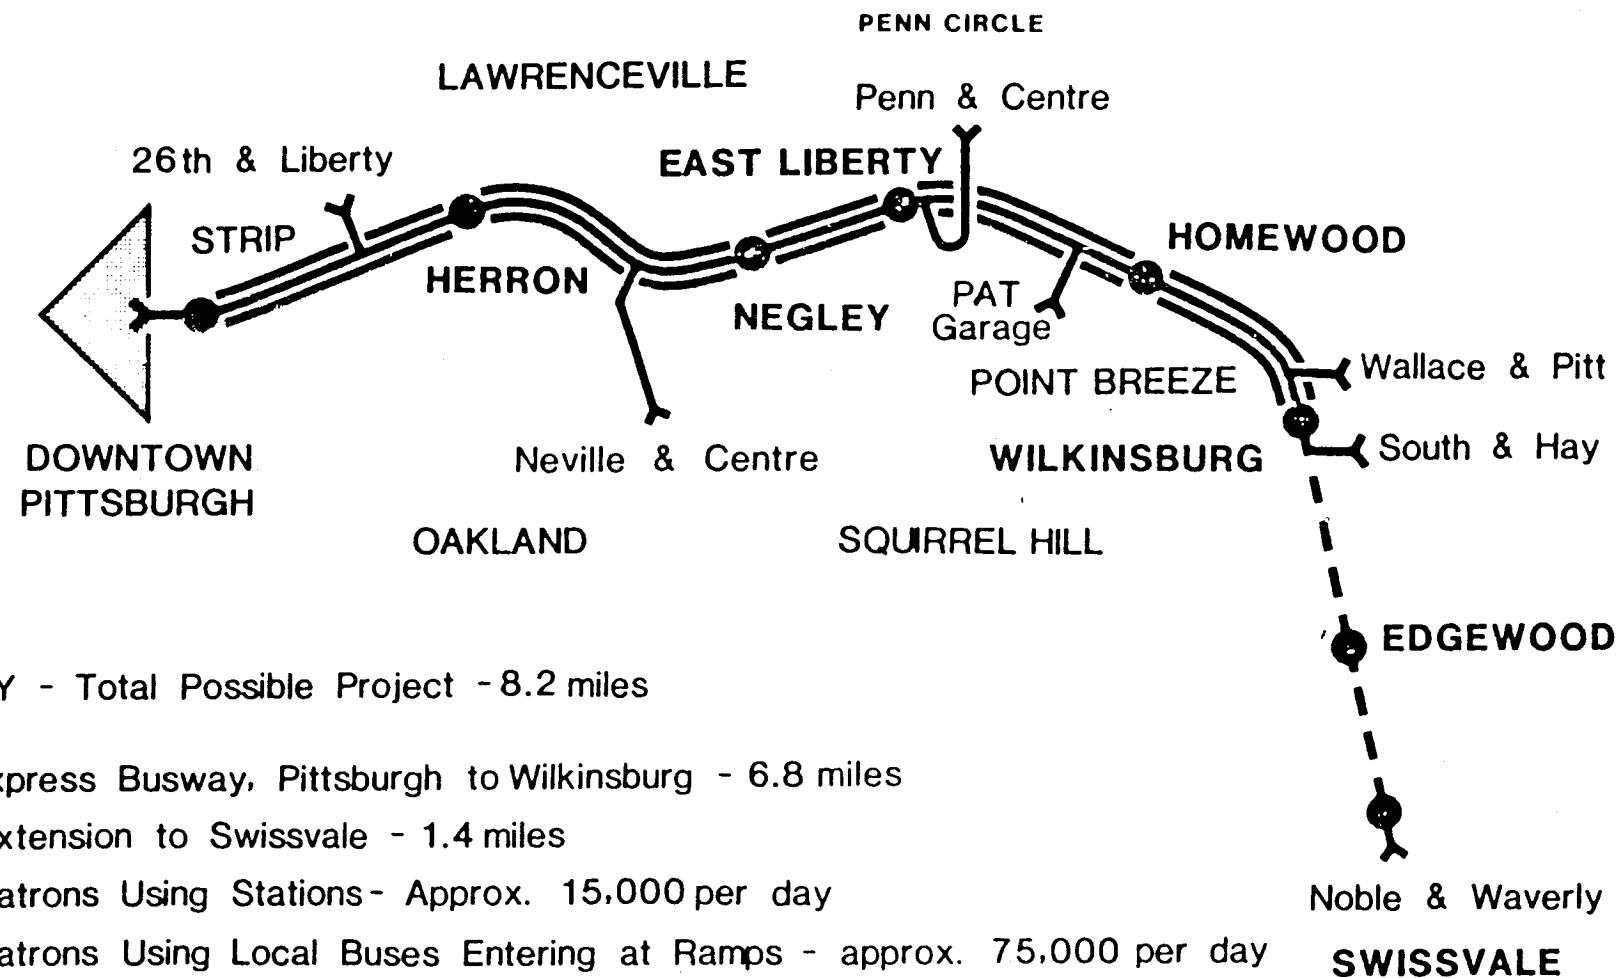 PENN CIRCLE
LAWRENCEVILLE
Penn & Centre
26th & Liberty
EAST LIBERTY
STRIP
HOMEWOOD
HERRON
PAT
Garage
NEGLEY
Wallace & Pitt
POINT BREEZE
DOWNTOWN
PITTSBURGH
Neville & Centre
WILKINSBURG
South & Hay
OAKLAND
SQUIRREL HILL
EDGEWOOD
Y - Total Possible Project - 8.2 miles
xpress Busway, Pittsburgh to Wilkinsburg - 6.8 miles
xtension to Swissvale - 1.4 miles
atrons Using Stations - Approx. 15,000 per day
Noble & Waverly
atrons Using Local Buses Entering at Ramps - approx. 75,000 per day
SWISSVALE